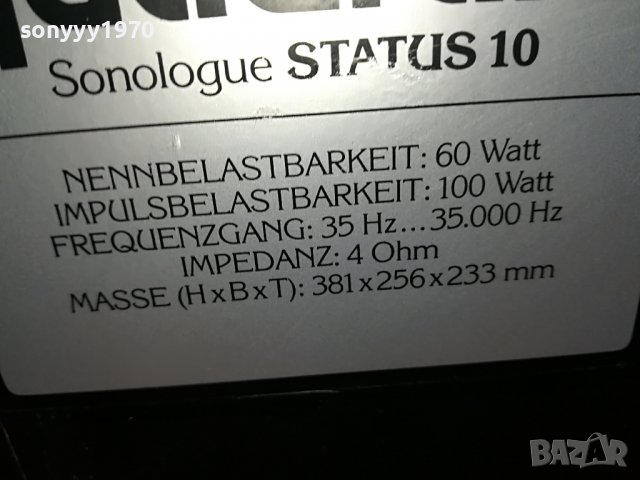 sonyyy1970
Sonologue STATUS 10
NENNBELASTBARKEIT: 60 Watt
IMPULSBELASTBARKEIT: 100 Watt
FREQUENZGANG: 35 Hz...35.000 Hz
IMPEDANZ: 4 Ohm
MASSE (HxBxT): 381x256x233 mm
BAZAR